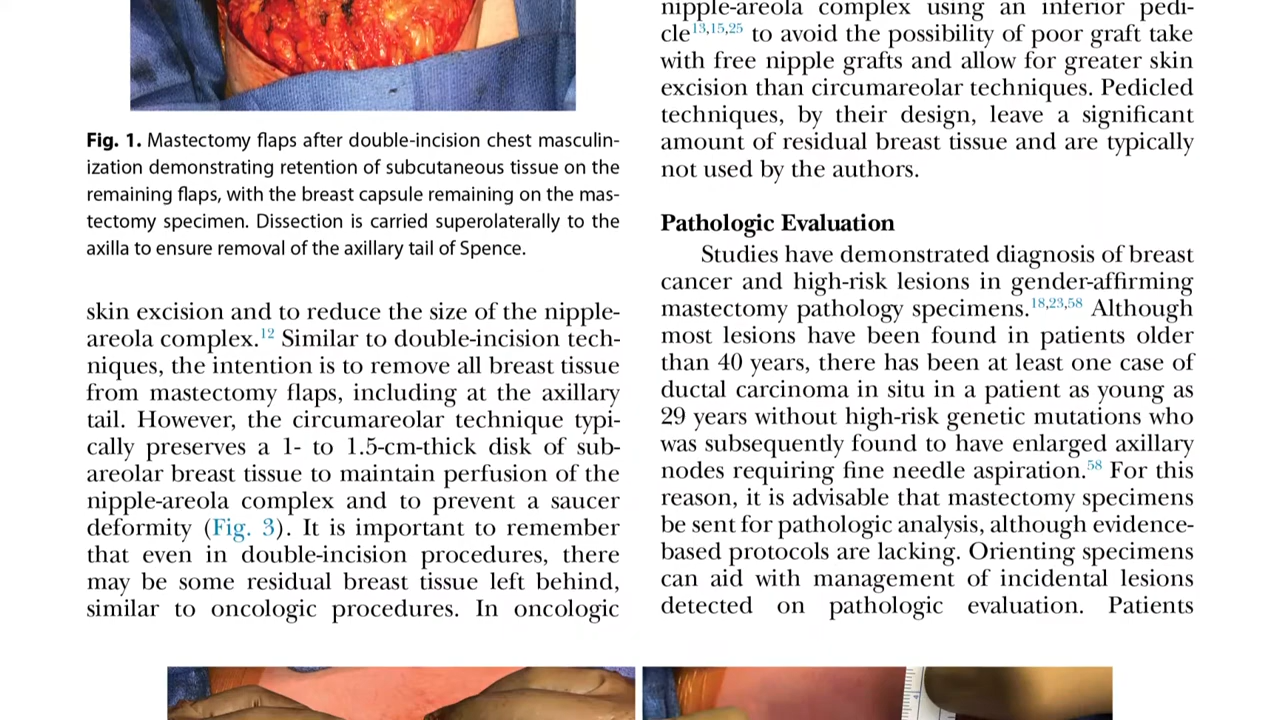 Fig. 1. Mastectomy flaps after double-incision chest masculin-
ization demonstrating retention of subcutaneous tissue on the
remaining flaps, with the breast capsule remaining on the mas-
tectomy specimen. Dissection is carried superolaterally to the
axilla to ensure removal of the axillary tail of Spence.
skin excision and to reduce the size of the nipple-
areola complex.12 Similar to double-incision tech-
niques, the intention is to remove all breast tissue
from mastectomy flaps, including at the axillary
tail. However, the circumareolar technique typi-
cally preserves a 1- to 1.5-cm-thick disk of sub-
areolar breast tissue to maintain perfusion of the
nipple-areola complex and to prevent a saucer
deformity (Fig. 3). It is important to remember
that even in double-incision procedures, there
may be some residual breast tissue left behind,
similar to oncologic procedures. In oncologic
nipple-areola complex using an inferior pedi-
cle13,15,25 to avoid the possibility of poor graft take
with free nipple grafts and allow for greater skin
excision than circumareolar techniques. Pedicled
techniques, by their design, leave a significant
amount of residual breast tissue and are typically
not used by the authors.
Pathologic Evaluation
Studies have demonstrated diagnosis of breast
cancer and high-risk lesions in gender-affirming
mastectomy pathology specimens.18,23,58 Although
most lesions have been found in patients older
than 40 years, there has been at least one case of
ductal carcinoma in situ in a patient as young as
29 years without high-risk genetic mutations who
was subsequently found to have enlarged axillary
nodes requiring fine needle aspiration.58 For this
reason, it is advisable that mastectomy specimens
be sent for pathologic analysis, although evidence-
based protocols are lacking. Orienting specimens
can aid with management of incidental lesions
detected on pathologic evaluation. Patients